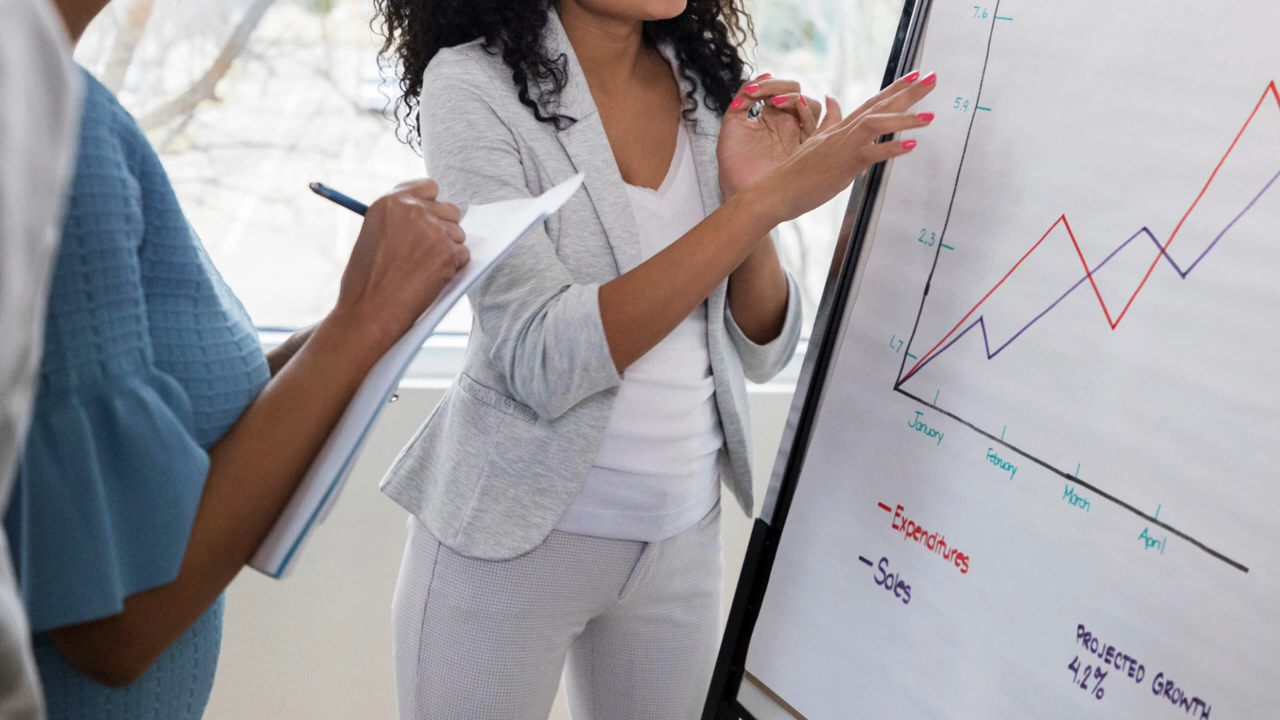 7.6
5.9
2.3
1.7
January
February
March
April
Expenditures
Sales
PROJECTED GROWTH
4.2%